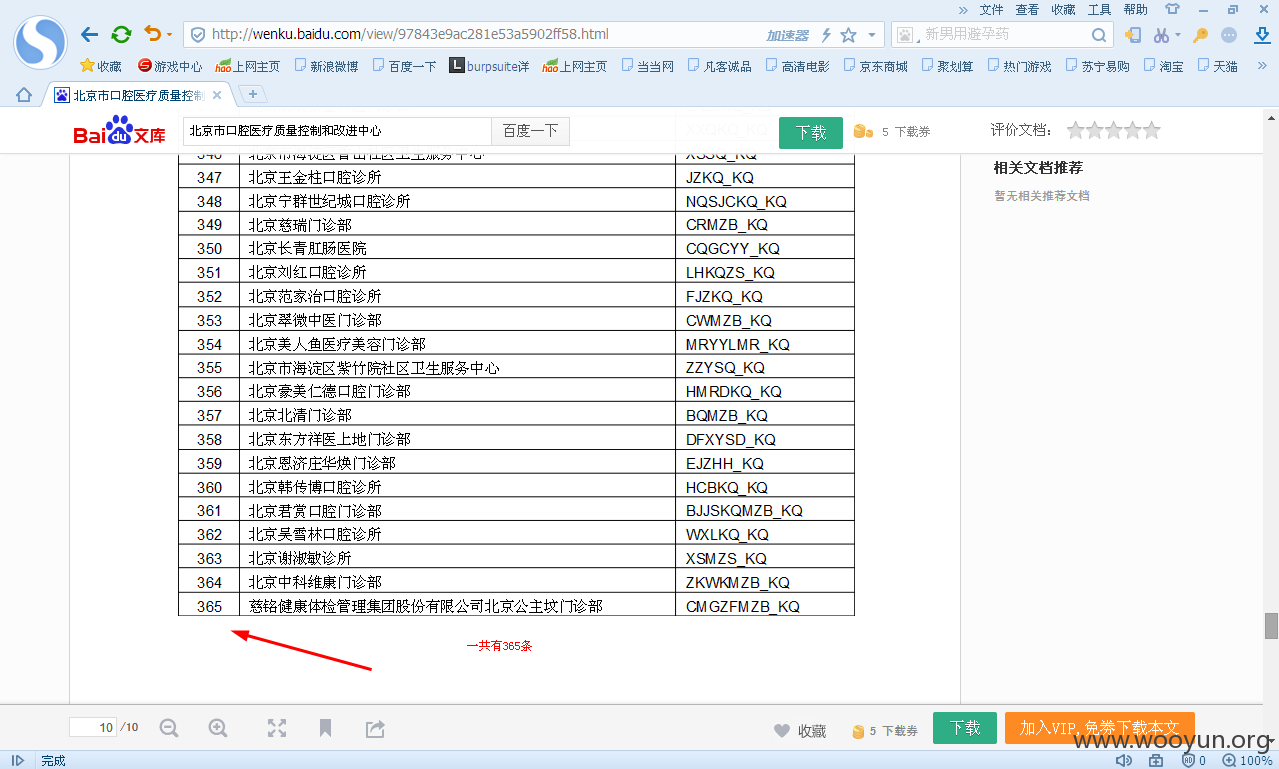 » 文件 查看 收藏 工具 帮助
http://wenku.baidu.com/view/97843e9ac281e53a5902ff58.html 加速器 新男用避孕药
收藏 游戏中心 上网主页 新浪微博 百度一下 burpsuite详 上网主页 当当网 凡客诚品 高清电影 京东商城 聚划算 热门游戏 苏宁易购 淘宝 天猫 »
北京市口腔医疗质量控制
Bai du 文库 北京市口腔医疗质量控制和改进中心 百度一下 下载 5 下载券 评价文档：
相关文档推荐
暂无相关推荐文档
346 北京市海淀区香山社区卫生服务中心 XSSQ_KQ
347 北京王金柱口腔诊所 JZKQ_KQ
348 北京宁群世纪城口腔诊所 NQSJCKQ_KQ
349 北京慈瑞门诊部 CRMZB_KQ
350 北京长青肛肠医院 CQGCYY_KQ
351 北京刘红口腔诊所 LHKQZS_KQ
352 北京范家治口腔诊所 FJZKQ_KQ
353 北京翠微中医门诊部 CWMZB_KQ
354 北京美人鱼医疗美容门诊部 MRYYLMR_KQ
355 北京市海淀区紫竹院社区卫生服务中心 ZZYSQ_KQ
356 北京豪美仁德口腔门诊部 HMRDKQ_KQ
357 北京北清门诊部 BQMZB_KQ
358 北京东方祥医上地门诊部 DFXYSD_KQ
359 北京恩济庄华焕门诊部 EJZHH_KQ
360 北京韩传博口腔诊所 HCBKQ_KQ
361 北京君赏口腔门诊部 BJJSKQMZB_KQ
362 北京吴雪林口腔诊所 WXLKQ_KQ
363 北京谢淑敏诊所 XSMZS_KQ
364 北京中科维康门诊部 ZKWKMZB_KQ
365 慈铭健康体检管理集团股份有限公司北京公主坟门诊部 CMGZFMZB_KQ
一共有365条
10 /10 收藏 5 下载券 下载 加入VIP,免券下载本文
www.wooyun.org
完成 0 100%